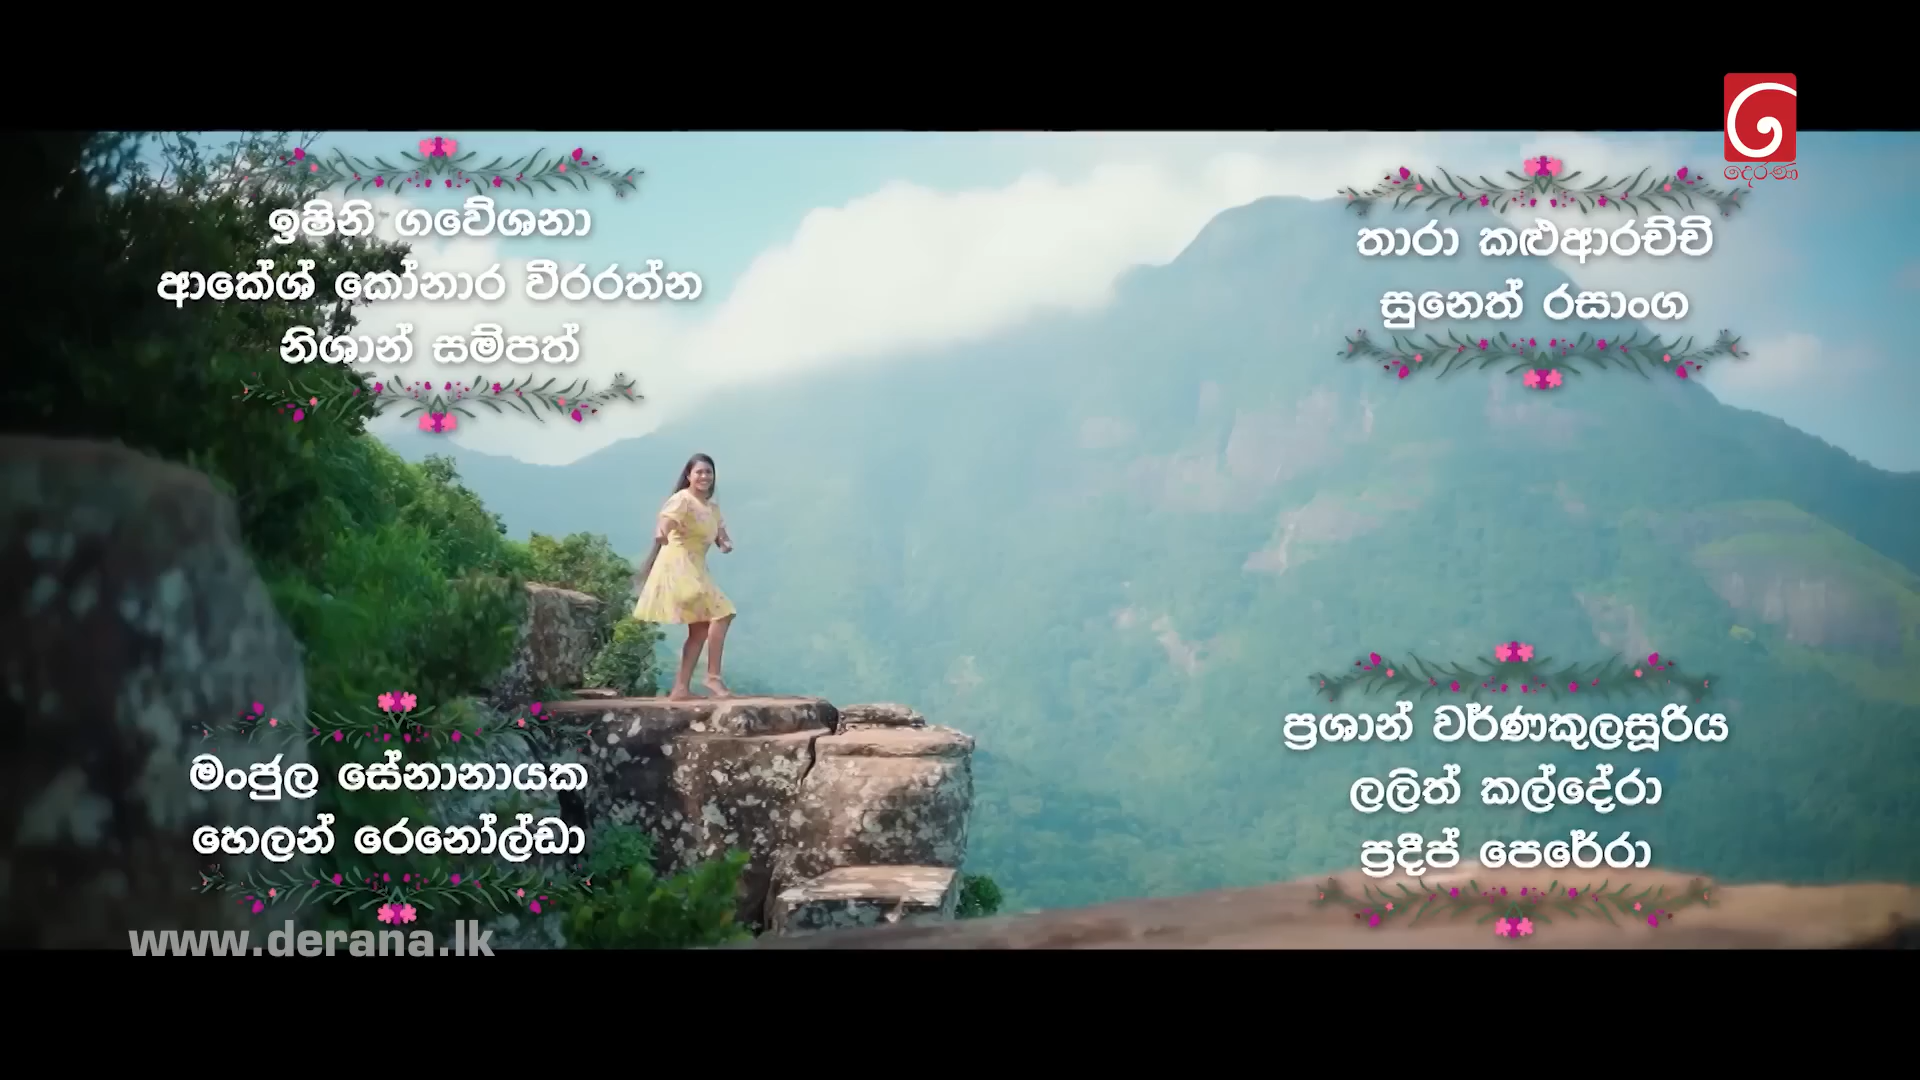 දෙරණ
ඉෂිනි ගවේශනා
ආකේශ් කෝනාර වීරරත්න
නිශාන් සම්පත්
තාරා කළුආරච්චි
සුනෙත් රසාංග
මංජුල සේනානායක
හෙලන් රෙනෝල්ඩා
ප්‍රශාන් වර්ණකුලසූරිය
ලලිත් කල්දේරා
ප්‍රදීප් පෙරේරා
www.derana.lk